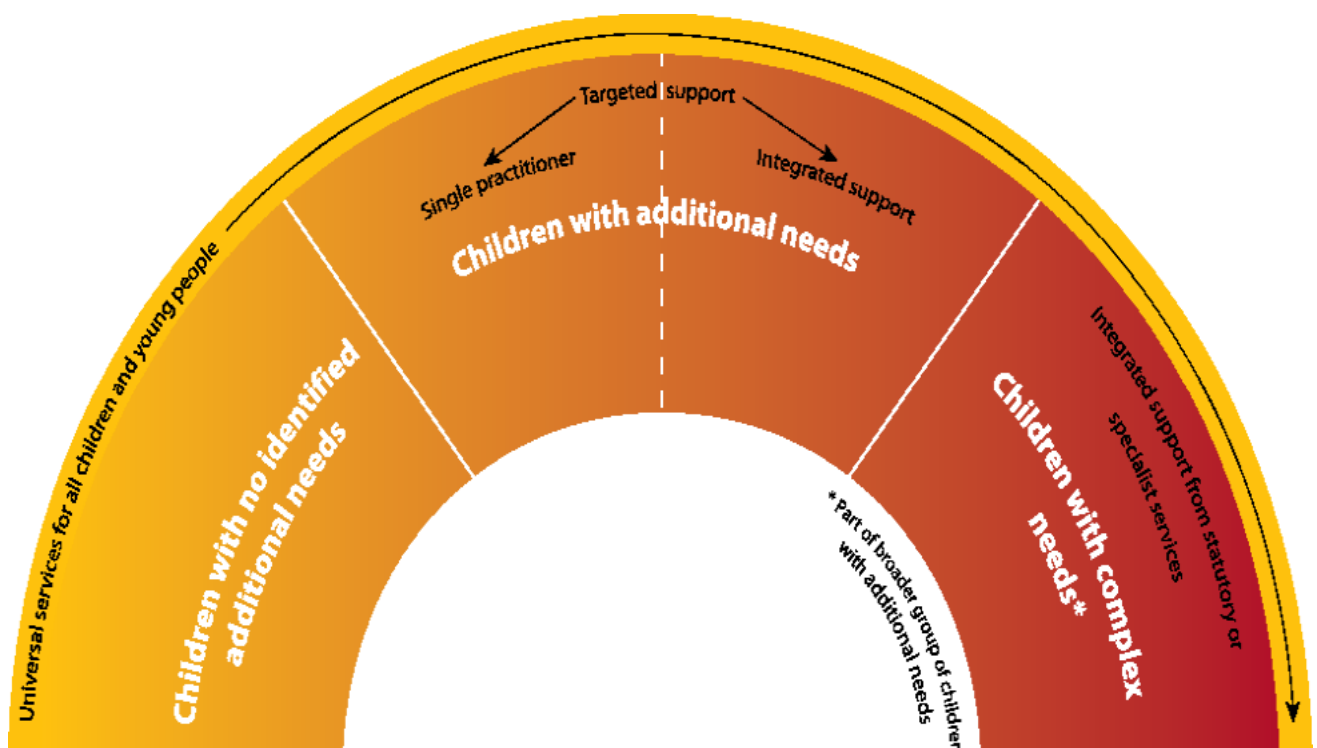 Universal services for all children and young people
Children with no identified
additional needs
Targeted support
Single practitioner
Integrated support
Children with additional needs
Integrated support from statutory or
specialist services
Children with complex
needs*
* Part of broader group of children
with additional needs